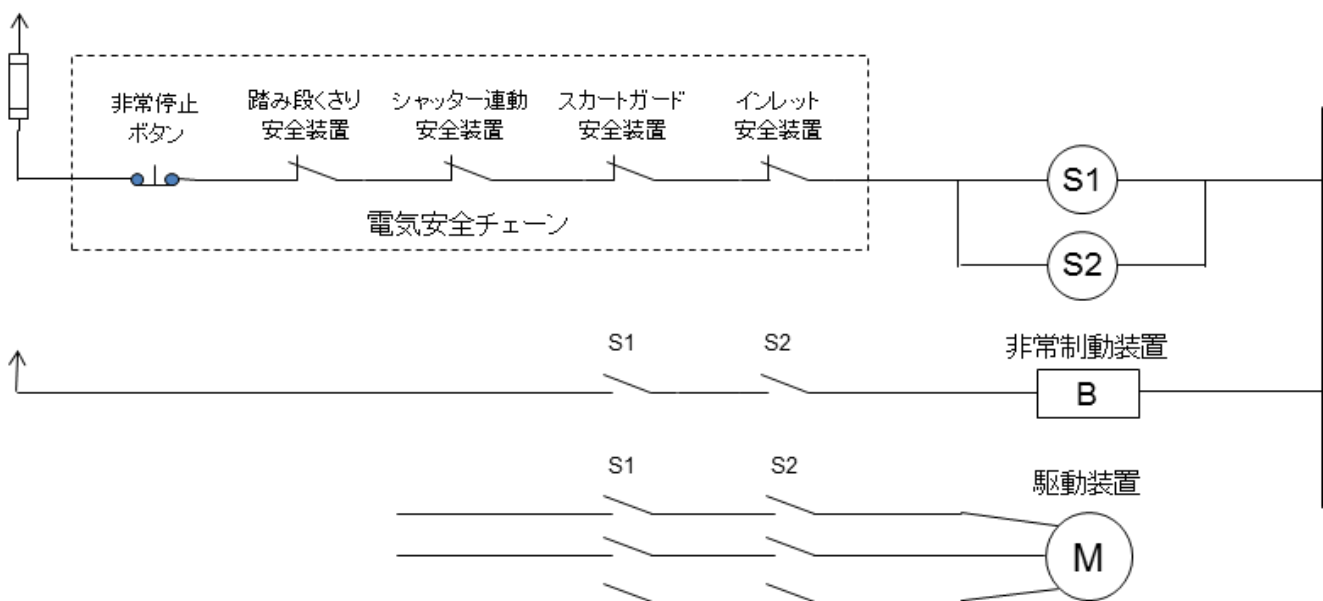 非常停止
ボタン
踏み段くさり
安全装置
シャッター連動
安全装置
スカートガード
安全装置
インレット
安全装置
電気安全チェーン
S1
S2
S1
S2
非常制動装置
B
S1
S2
駆動装置
M